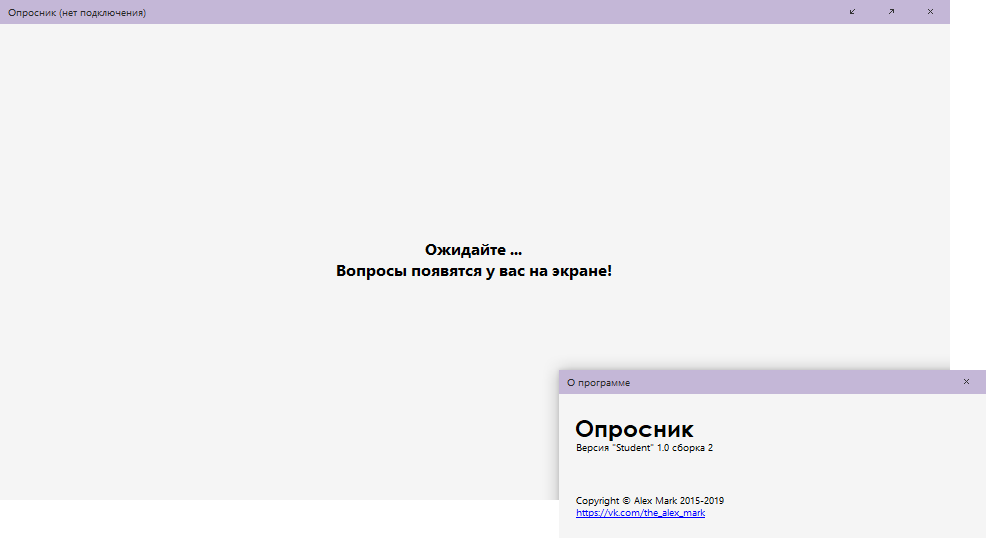 Опросник (нет подключения)
Ожидайте ...
Вопросы появятся у вас на экране!
О программе
Опросник
Версия "Student" 1.0 сборка 2
Copyright © Alex Mark 2015-2019
https://vk.com/the_alex_mark